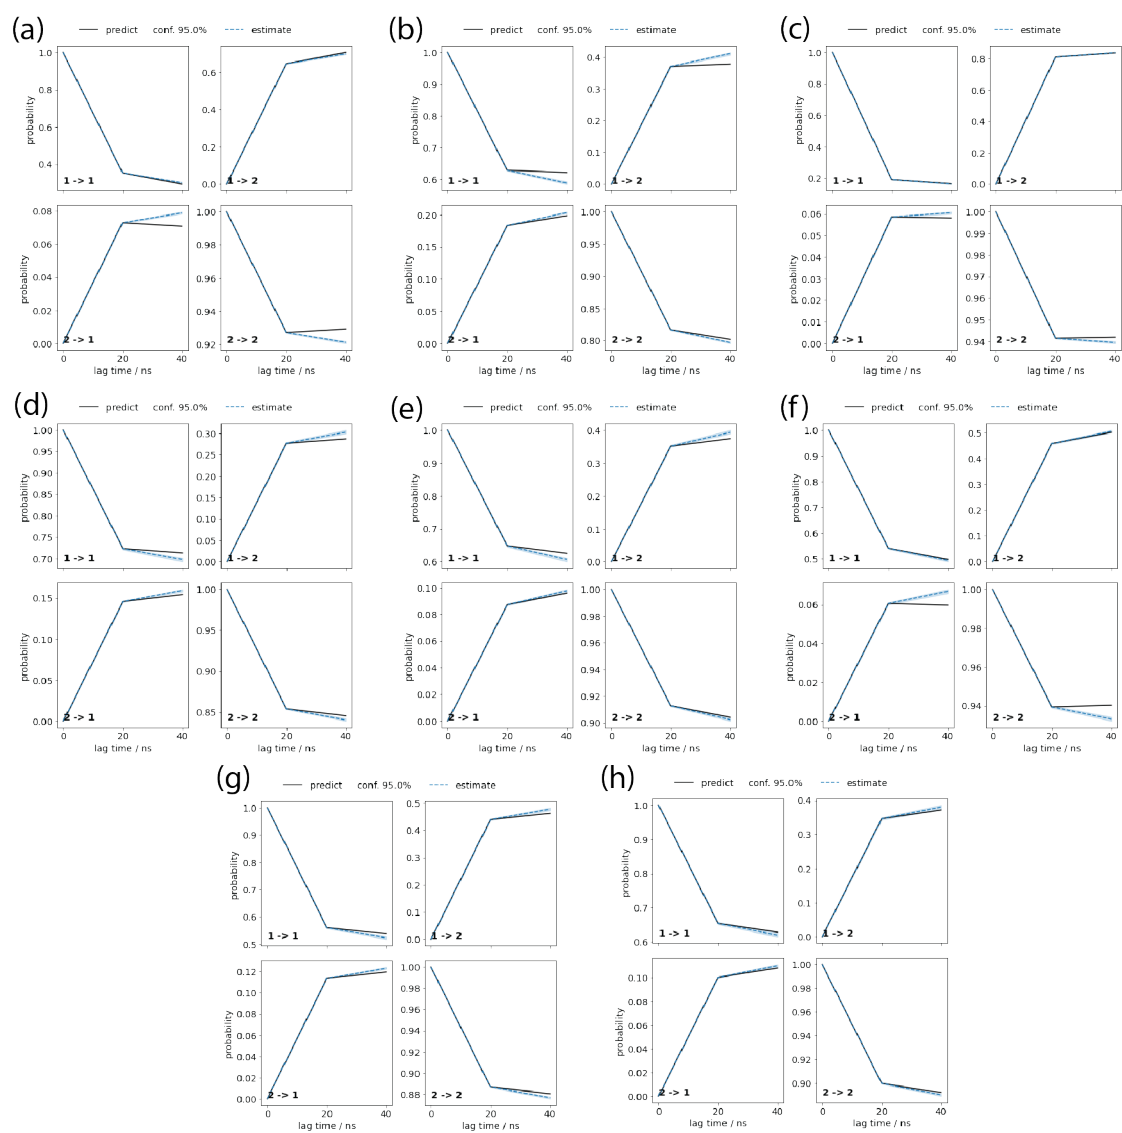 (a) predict conf. 95.0% estimate
1.0
0.8
0.6
0.4
probability
1 -> 1
0.6
0.4
0.2
0.0
1 -> 2
0.08
0.06
0.04
0.02
0.00
probability
2 -> 1
0 20 40
lag time / ns
1.00
0.98
0.96
0.94
0.92
2 -> 2
0 20 40
lag time / ns
(b) predict conf. 95.0% estimate
1.0
0.9
0.8
0.7
0.6
probability
1 -> 1
0.4
0.3
0.2
0.1
0.0
1 -> 2
0.20
0.15
0.10
0.05
0.00
probability
2 -> 1
0 20 40
lag time / ns
1.00
0.95
0.90
0.85
0.80
2 -> 2
0 20 40
lag time / ns
(c) predict conf. 95.0% estimate
1.0
0.8
0.6
0.4
0.2
probability
1 -> 1
0.8
0.6
0.4
0.2
0.0
1 -> 2
0.06
0.05
0.04
0.03
0.02
0.01
0.00
probability
2 -> 1
0 20 40
lag time / ns
1.00
0.99
0.98
0.97
0.96
0.95
0.94
2 -> 2
0 20 40
lag time / ns
(d) predict conf. 95.0% estimate
1.00
0.95
0.90
0.85
0.80
0.75
0.70
probability
1 -> 1
0.30
0.25
0.20
0.15
0.10
0.05
0.00
1 -> 2
0.15
0.10
0.05
0.00
probability
2 -> 1
0 20 40
lag time / ns
1.00
0.95
0.90
0.85
2 -> 2
0 20 40
lag time / ns
(e) predict conf. 95.0% estimate
1.0
0.9
0.8
0.7
0.6
probability
1 -> 1
0.4
0.3
0.2
0.1
0.0
1 -> 2
0.10
0.08
0.06
0.04
0.02
0.00
probability
2 -> 1
0 20 40
lag time / ns
1.00
0.98
0.96
0.94
0.92
0.90
2 -> 2
0 20 40
lag time / ns
(f) predict conf. 95.0% estimate
1.0
0.9
0.8
0.7
0.6
0.5
probability
1 -> 1
0.5
0.4
0.3
0.2
0.1
0.0
1 -> 2
0.06
0.04
0.02
0.00
probability
2 -> 1
0 20 40
lag time / ns
1.00
0.98
0.96
0.94
2 -> 2
0 20 40
lag time / ns
(g) predict conf. 95.0% estimate
1.0
0.9
0.8
0.7
0.6
0.5
probability
1 -> 1
0.5
0.4
0.3
0.2
0.1
0.0
1 -> 2
0.12
0.10
0.08
0.06
0.04
0.02
0.00
probability
2 -> 1
0 20 40
lag time / ns
1.00
0.98
0.96
0.94
0.92
0.90
0.88
2 -> 2
0 20 40
lag time / ns
(h) predict conf. 95.0% estimate
1.0
0.9
0.8
0.7
0.6
probability
1 -> 1
0.4
0.3
0.2
0.1
0.0
1 -> 2
0.10
0.08
0.06
0.04
0.02
0.00
probability
2 -> 1
0 20 40
lag time / ns
1.00
0.98
0.96
0.94
0.92
0.90
2 -> 2
0 20 40
lag time / ns